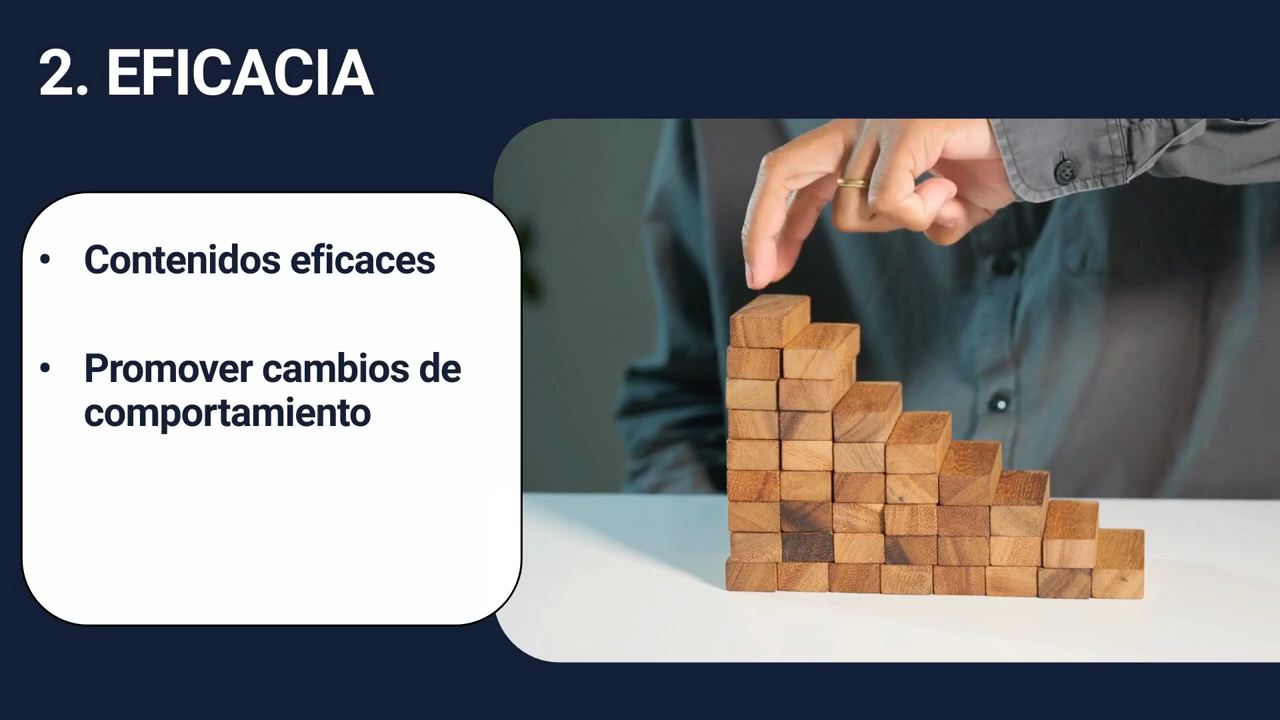 2. EFICACIA
• Contenidos eficaces
• Promover cambios de
comportamiento